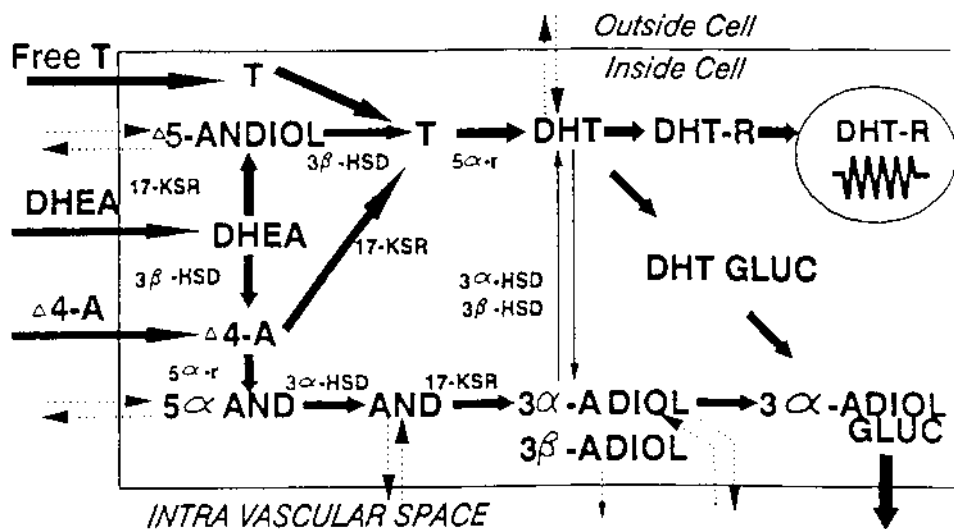 Outside Cell
Free T
Inside Cell
T
△5-ANDIOL
3β-HSD
T
5α-r
DHT
DHT-R
DHT-R
DHEA
17-KSR
DHEA
17-KSR
3β-HSD
3α-HSD
3β-HSD
DHT GLUC
△4-A
△4-A
5α-r
5α AND
3α-HSD
AND
17-KSR
3α-ADIOL
3β-ADIOL
3α-ADIOL
GLUC
INTRA VASCULAR SPACE